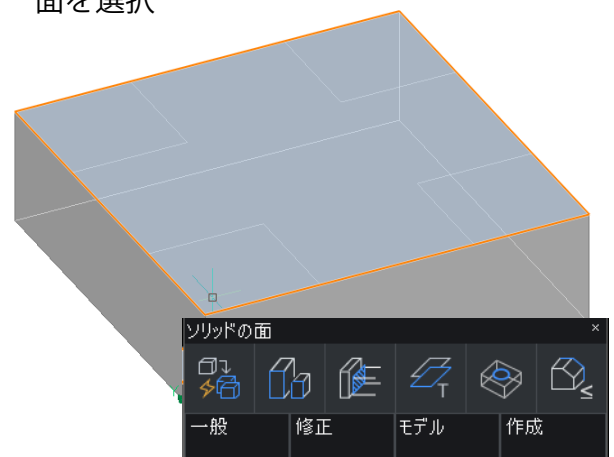 面を選択
ソリッドの面
一般 修正 モデル 作成